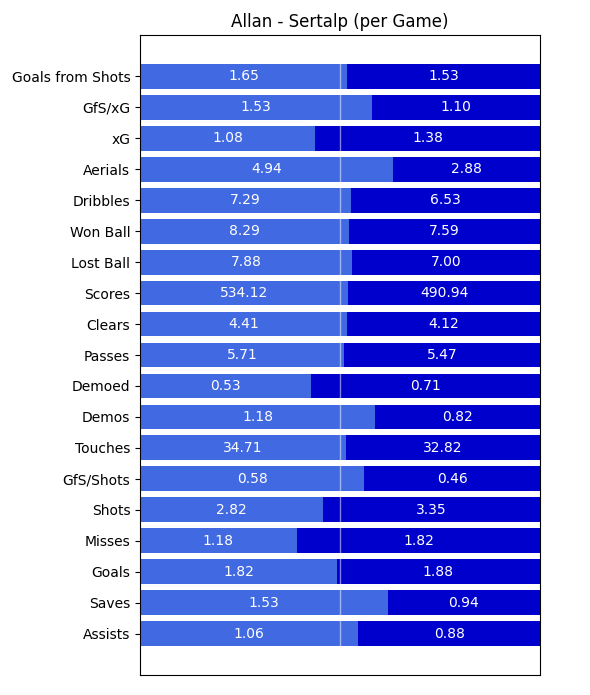 Allan - Sertalp (per Game)
Goals from Shots 1.65 1.53
GfS/xG 1.53 1.10
xG 1.08 1.38
Aerials 4.94 2.88
Dribbles 7.29 6.53
Won Ball 8.29 7.59
Lost Ball 7.88 7.00
Scores 534.12 490.94
Clears 4.41 4.12
Passes 5.71 5.47
Demoed 0.53 0.71
Demos 1.18 0.82
Touches 34.71 32.82
GfS/Shots 0.58 0.46
Shots 2.82 3.35
Misses 1.18 1.82
Goals 1.82 1.88
Saves 1.53 0.94
Assists 1.06 0.88